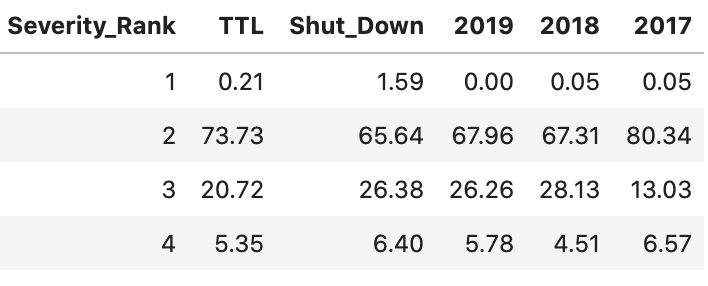 Severity_Rank TTL Shut_Down 2019 2018 2017
1 0.21 1.59 0.00 0.05 0.05
2 73.73 65.64 67.96 67.31 80.34
3 20.72 26.38 26.26 28.13 13.03
4 5.35 6.40 5.78 4.51 6.57